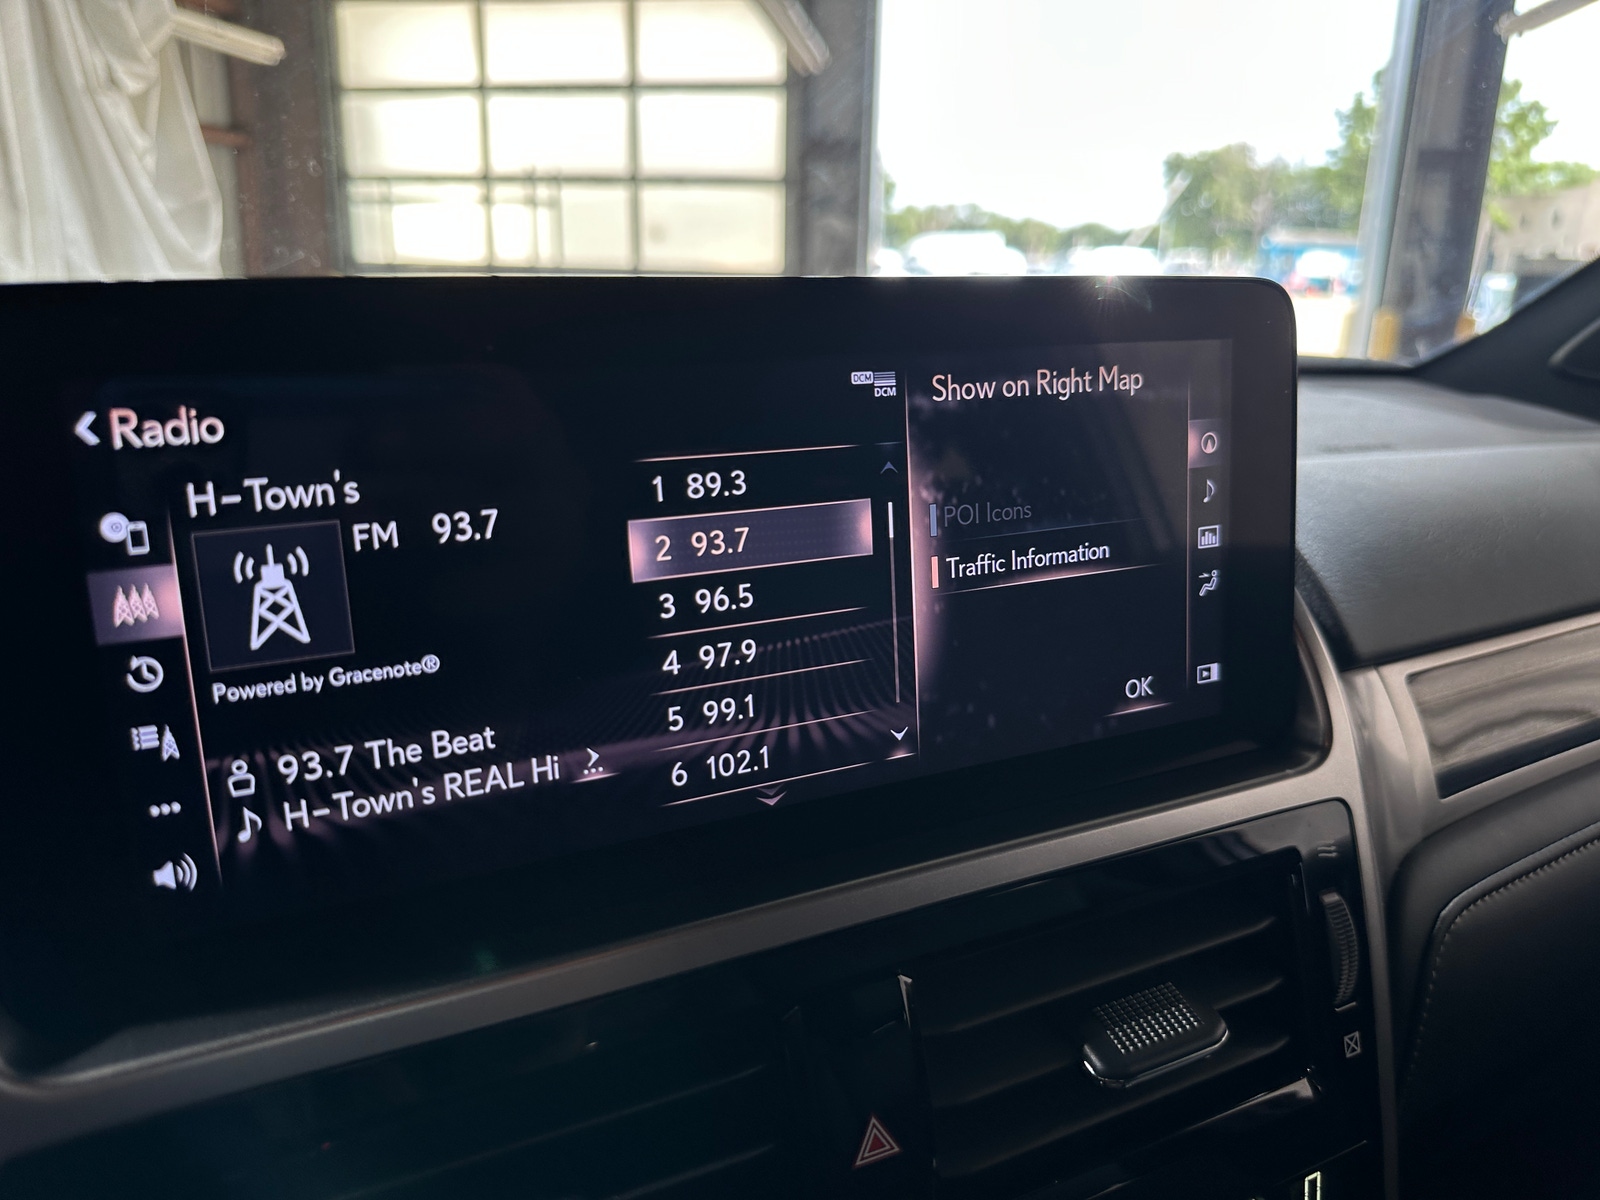 Radio
H-Town's
FM 93.7
Powered by Gracenote®
93.7 The Beat
H-Town's REAL Hi
DCM
DCM
1 89.3
2 93.7
3 96.5
4 97.9
5 99.1
6 102.1
Show on Right Map
POI Icons
Traffic Information
OK